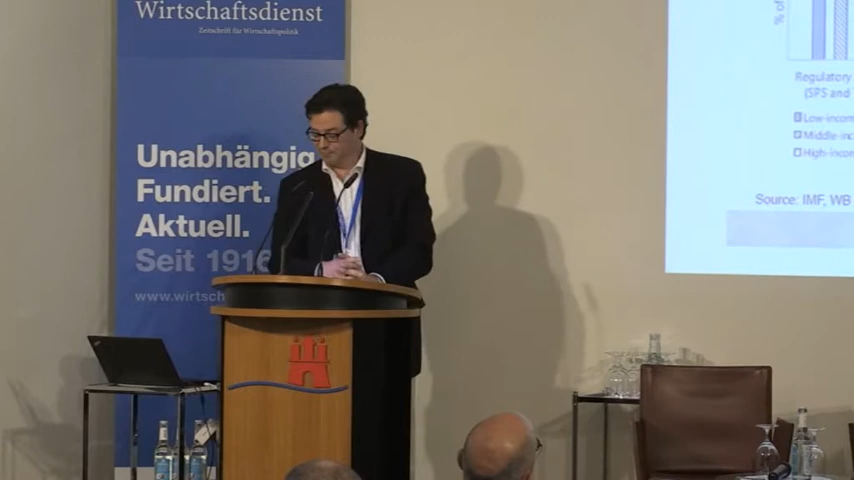 Wirtschaftsdienst
Zeitschrift für Wirtschaftspolitik
Unabhängig
Fundiert.
Aktuell.
Seit 1916
www.wirtsch
%
Regulatory
(SPS and
Low-incom
Middle-inc
High-incom
Source: IMF, WB